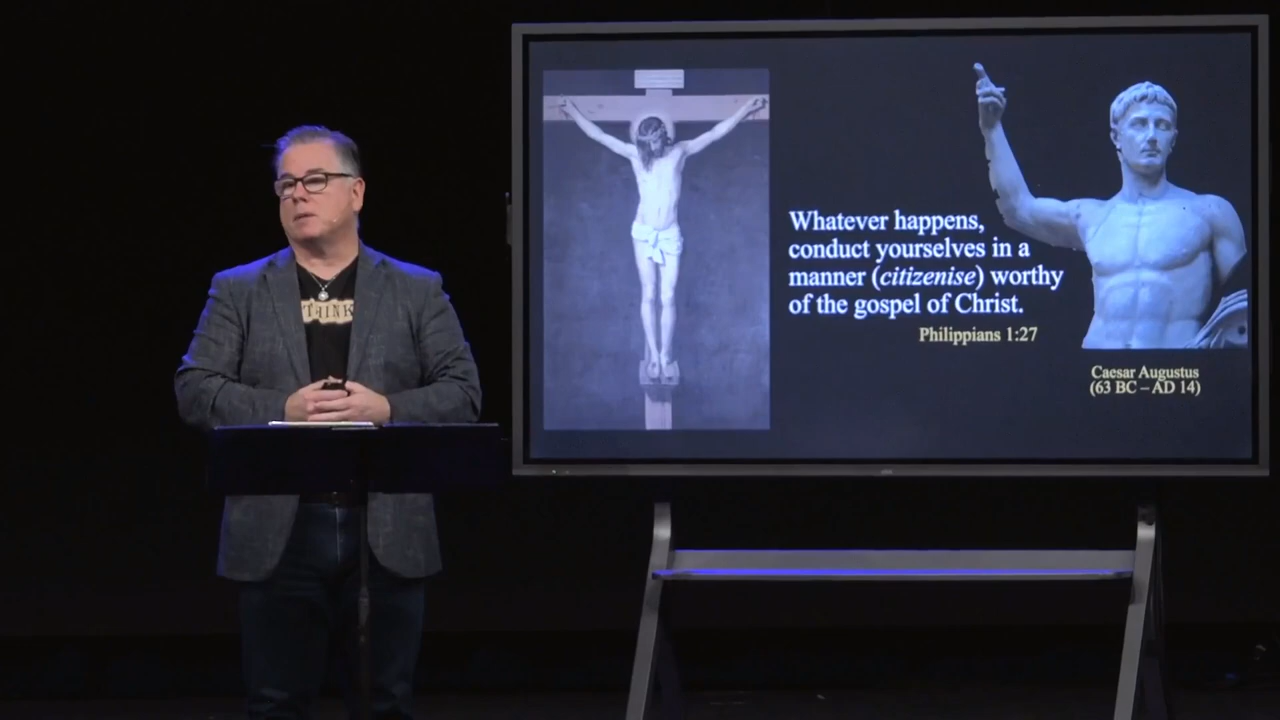 THINK
Whatever happens,
conduct yourselves in a
manner (citizenise) worthy
of the gospel of Christ.
Philippians 1:27
Caesar Augustus
(63 BC – AD 14)